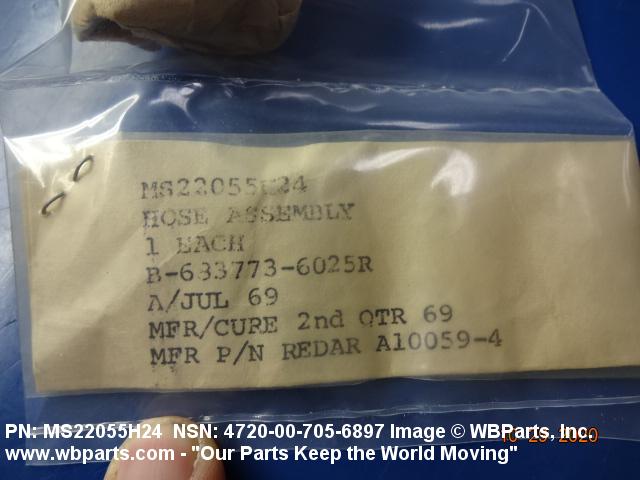 MS22055H24
HOSE ASSEMBLY
1 EACH
B-683773-6025R
A/JUL 69
MFR/CURE 2nd QTR 69
MFR P/N REDAR A10059-4
PN: MS22055H24 NSN: 4720-00-705-6897 Image © WBParts, Inc.
10 29 2020
www.wbparts.com - "Our Parts Keep the World Moving"